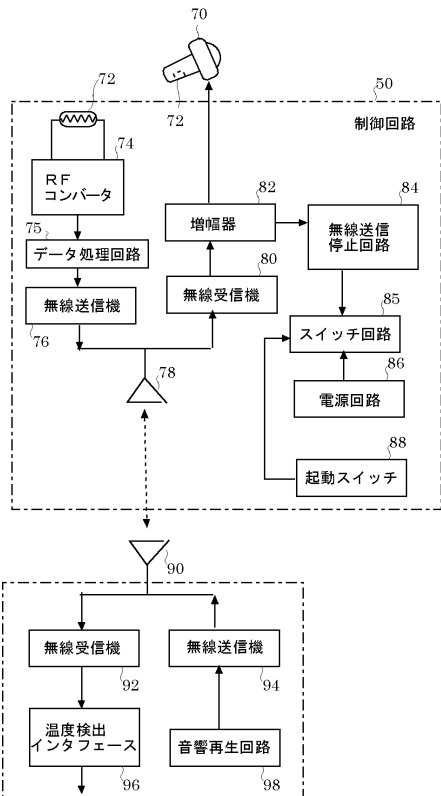 70
72
72
50
制御回路
74
RF
コンバータ
82
増幅器
84
無線送信
停止回路
75
データ処理回路
80
無線受信機
無線送信機
76
85
スイッチ回路
78
86
電源回路
88
起動スイッチ
90
無線受信機
92
無線送信機
94
温度検出
インタフェース
96
音響再生回路
98